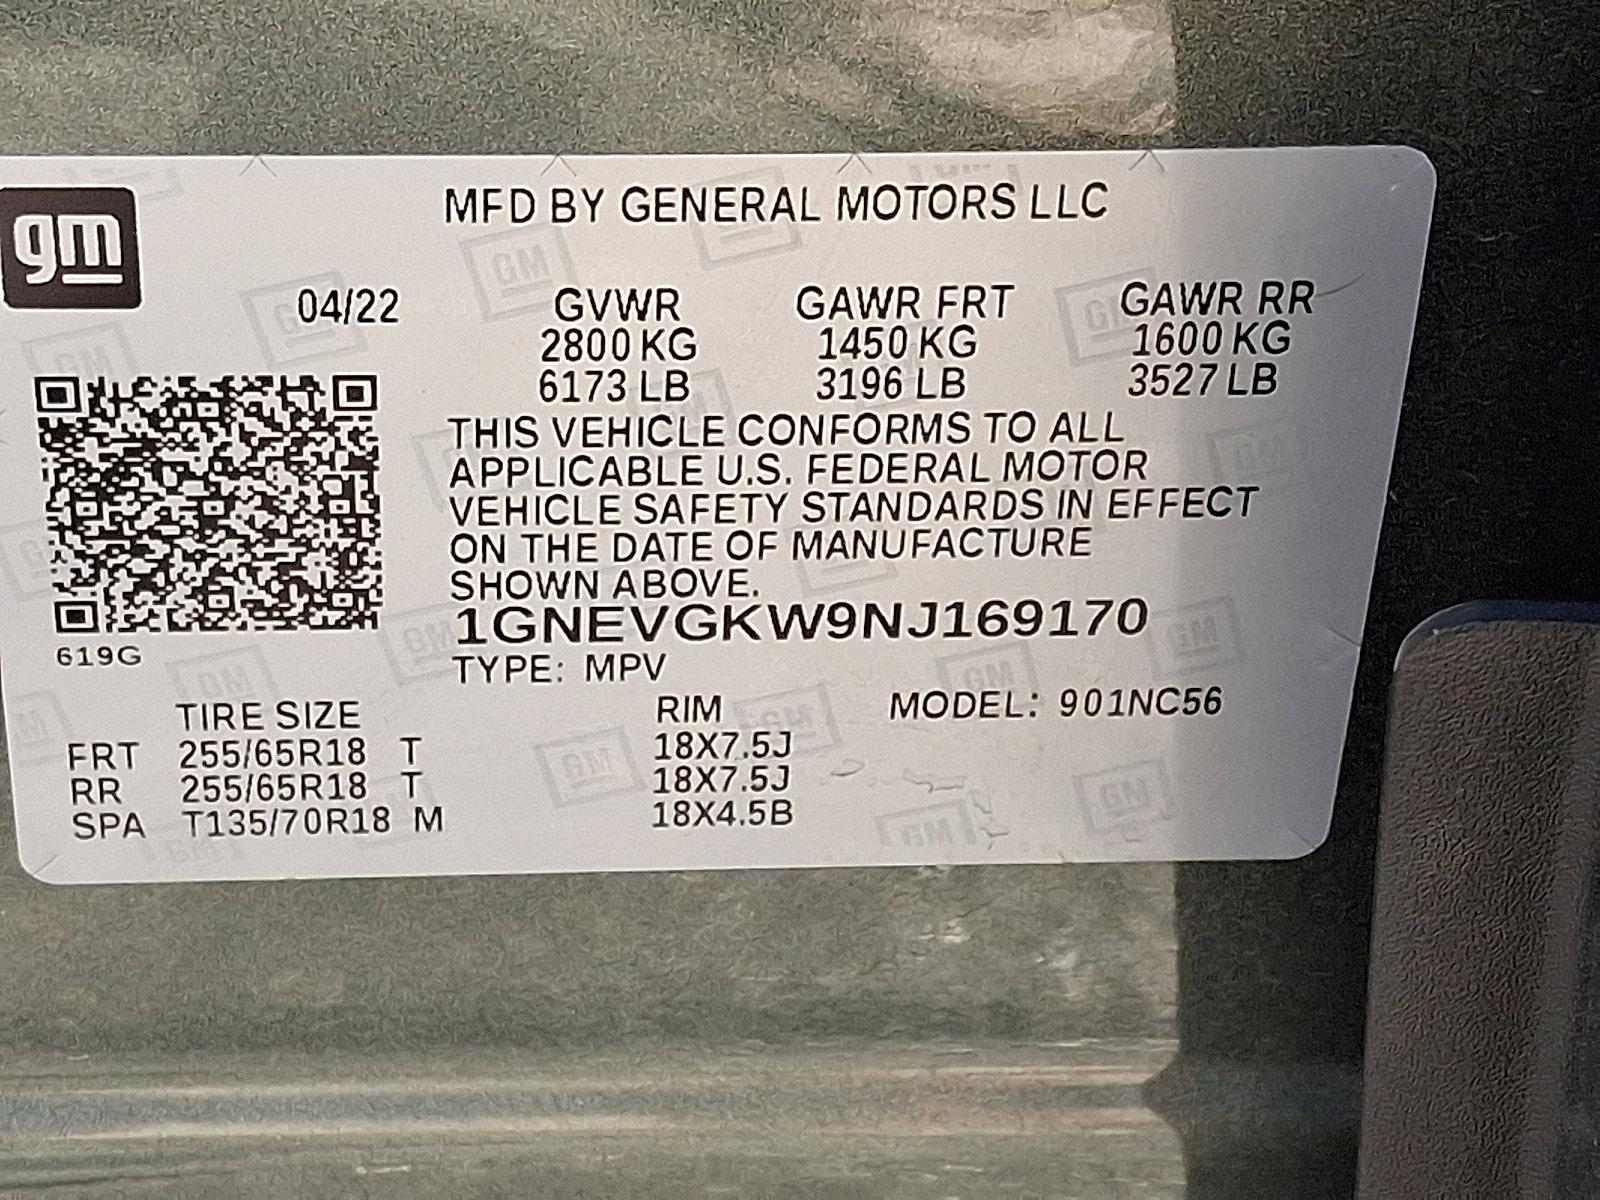 gm
MFD BY GENERAL MOTORS LLC
04/22 GVWR GAWR FRT GAWR RR
2800 KG 1450 KG 1600 KG
6173 LB 3196 LB 3527 LB
THIS VEHICLE CONFORMS TO ALL
APPLICABLE U.S. FEDERAL MOTOR
VEHICLE SAFETY STANDARDS IN EFFECT
ON THE DATE OF MANUFACTURE
SHOWN ABOVE.
1GNEVGKW9NJ169170
619G
TYPE: MPV
TIRE SIZE RIM MODEL: 901NC56
FRT 255/65R18 T 18X7.5J
RR 255/65R18 T 18X7.5J
SPA T135/70R18 M 18X4.5B